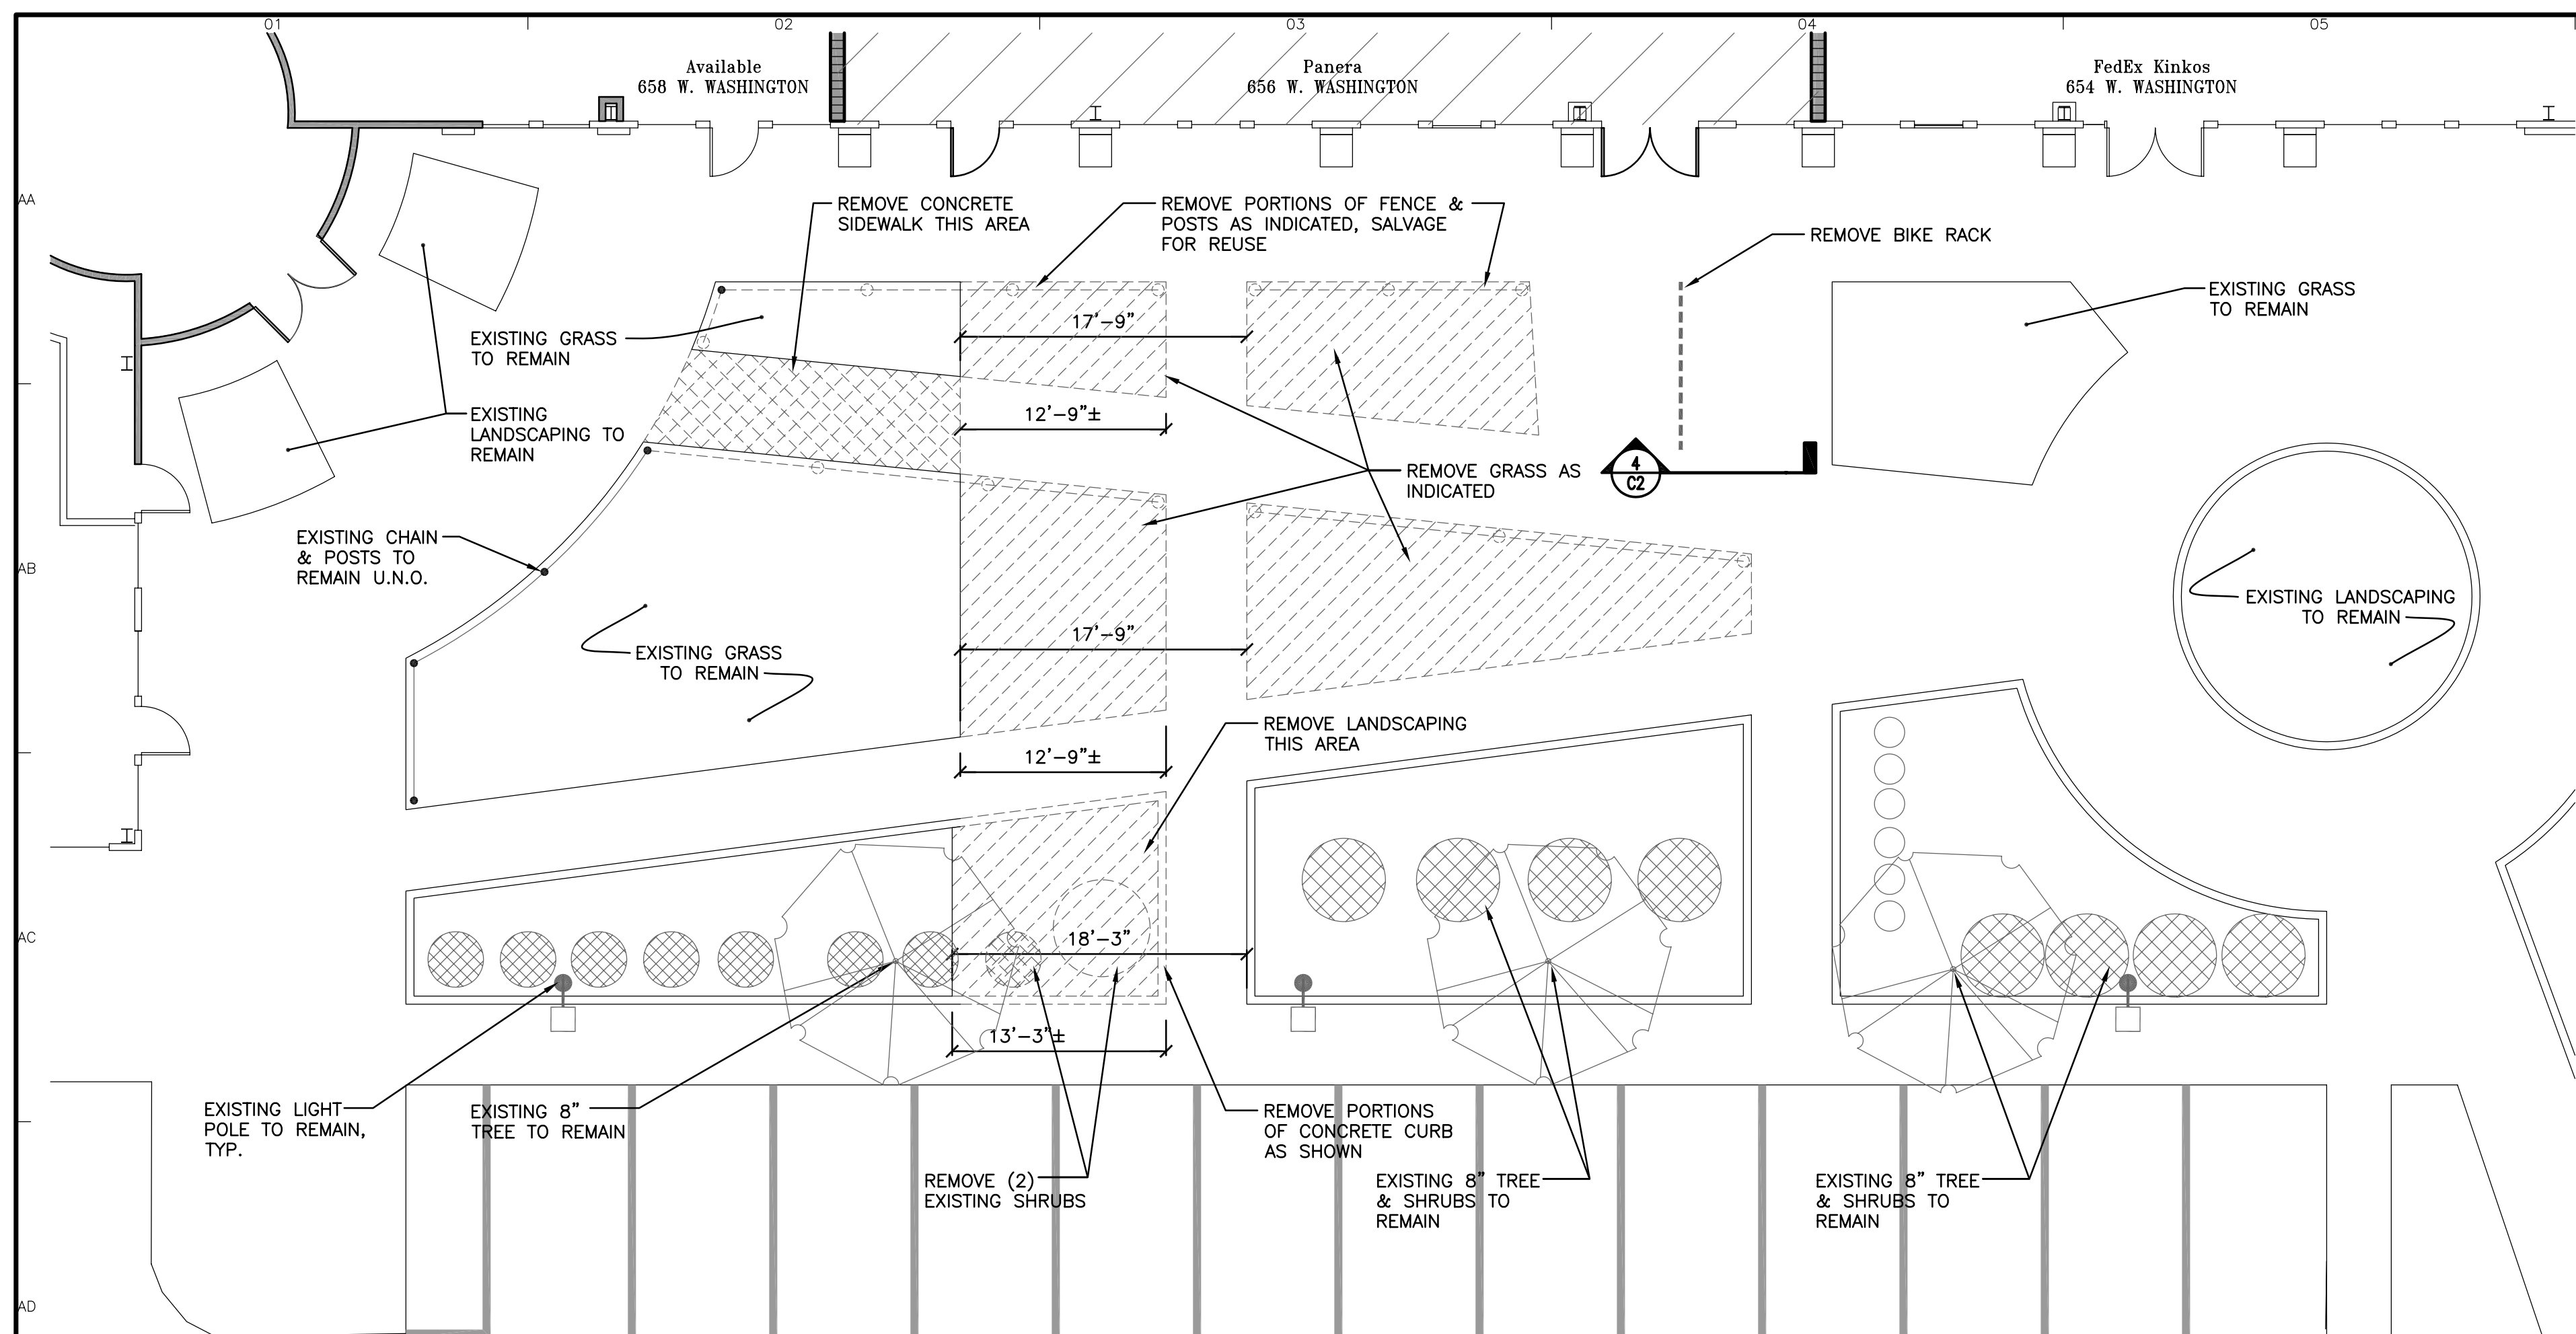 01
02
03
04
05
Available
658 W. WASHINGTON
Panera
656 W. WASHINGTON
FedEx Kinkos
654 W. WASHINGTON
AA
REMOVE CONCRETE
SIDEWALK THIS AREA
REMOVE PORTIONS OF FENCE &
POSTS AS INDICATED, SALVAGE
FOR REUSE
REMOVE BIKE RACK
EXISTING GRASS
TO REMAIN
17'-9"
EXISTING GRASS
TO REMAIN
12'-9"±
EXISTING
LANDSCAPING TO
REMAIN
REMOVE GRASS AS
INDICATED
4
C2
EXISTING CHAIN
& POSTS TO
REMAIN U.N.O.
AB
EXISTING LANDSCAPING
TO REMAIN
17'-9"
EXISTING GRASS
TO REMAIN
REMOVE LANDSCAPING
THIS AREA
12'-9"±
AC
18'-3"
13'-3"±
EXISTING LIGHT
POLE TO REMAIN,
TYP.
EXISTING 8"
TREE TO REMAIN
REMOVE PORTIONS
OF CONCRETE CURB
AS SHOWN
REMOVE (2)
EXISTING SHRUBS
EXISTING 8" TREE
& SHRUBS TO
REMAIN
EXISTING 8" TREE
& SHRUBS TO
REMAIN
AD